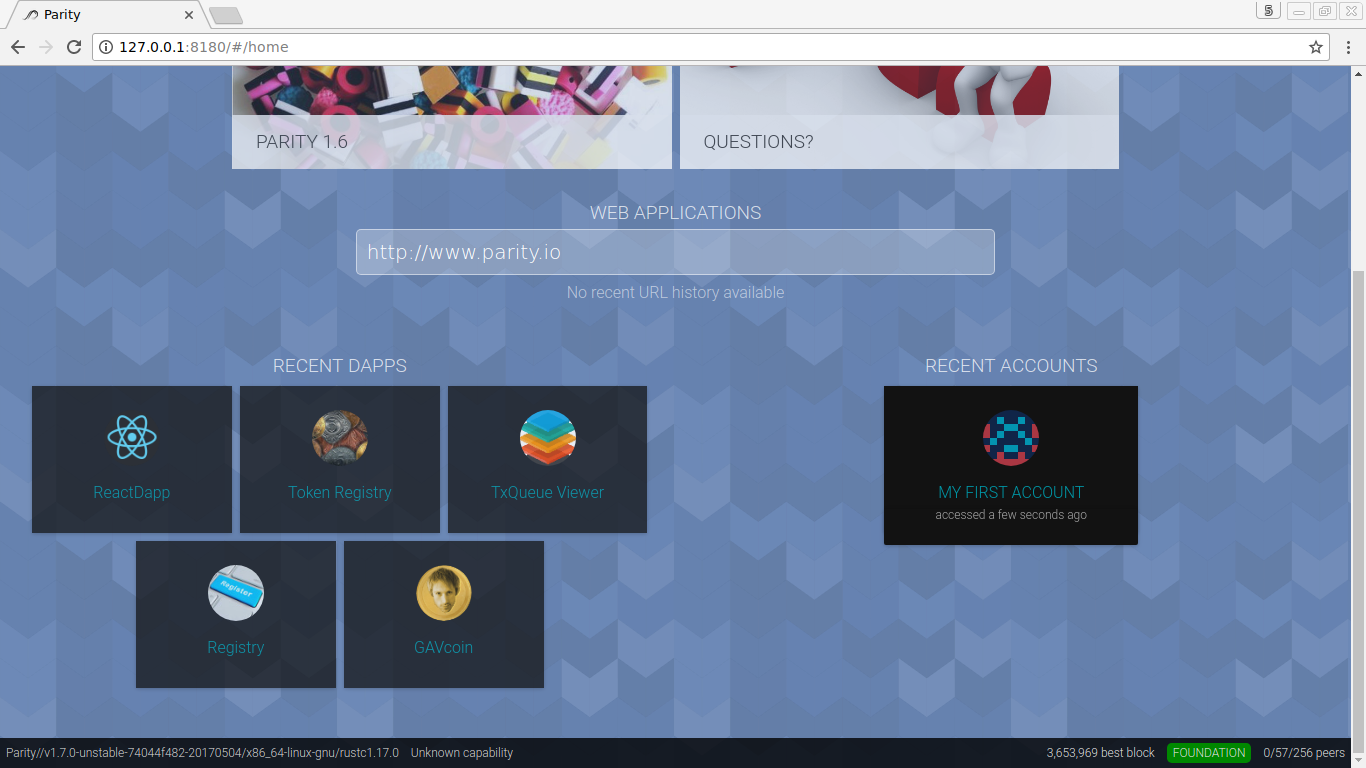 Parity
5
127.0.0.1:8180/#/home
PARITY 1.6
QUESTIONS?
WEB APPLICATIONS
http://www.parity.io
No recent URL history available
RECENT DAPPS
RECENT ACCOUNTS
ReactDapp
Token Registry
TxQueue Viewer
MY FIRST ACCOUNT
accessed a few seconds ago
Register
Registry
GAVcoin
Parity//v1.7.0-unstable-74044f482-20170504/x86_64-linux-gnu/rustc1.17.0
Unknown capability
3,653,969 best block
FOUNDATION
0/57/256 peers